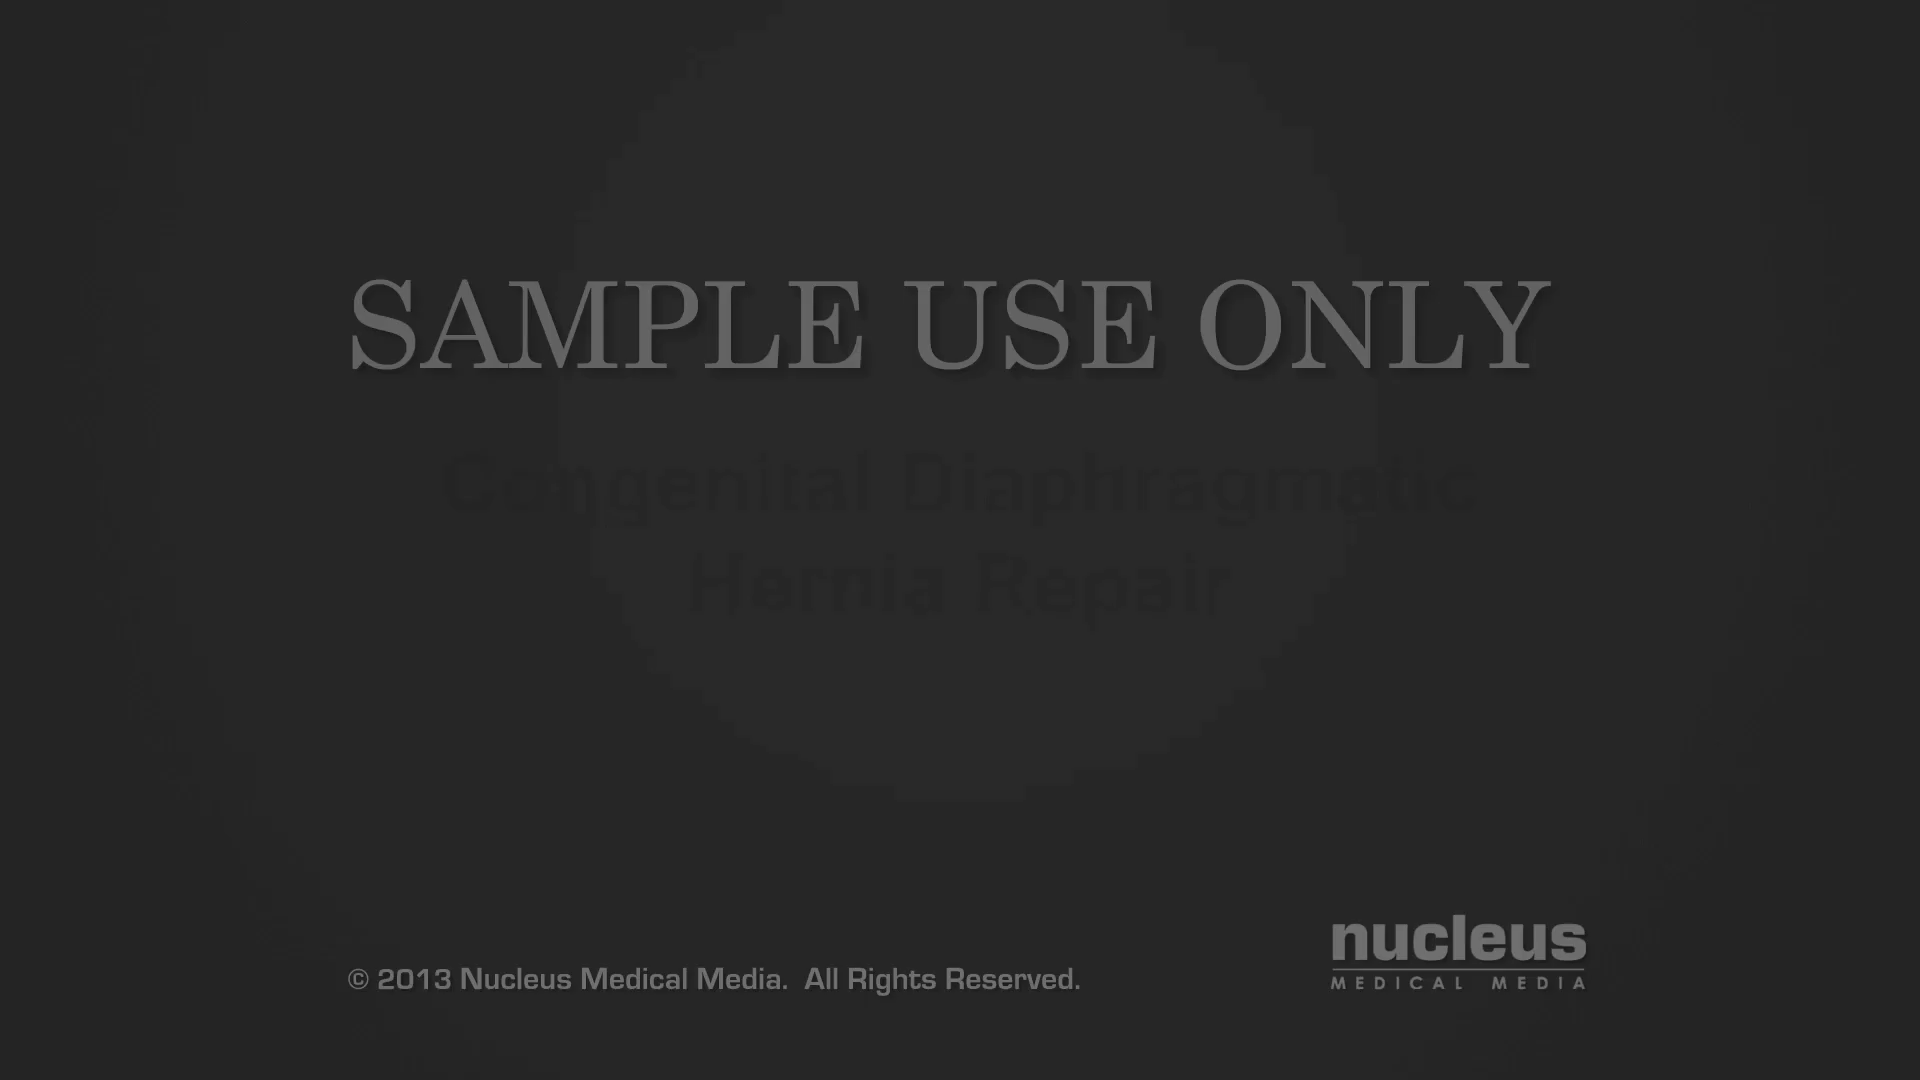 SAMPLE USE ONLY
Congenital Diaphragmatic
Hernia Repair
© 2013 Nucleus Medical Media. All Rights Reserved.
nucleus
MEDICAL MEDIA